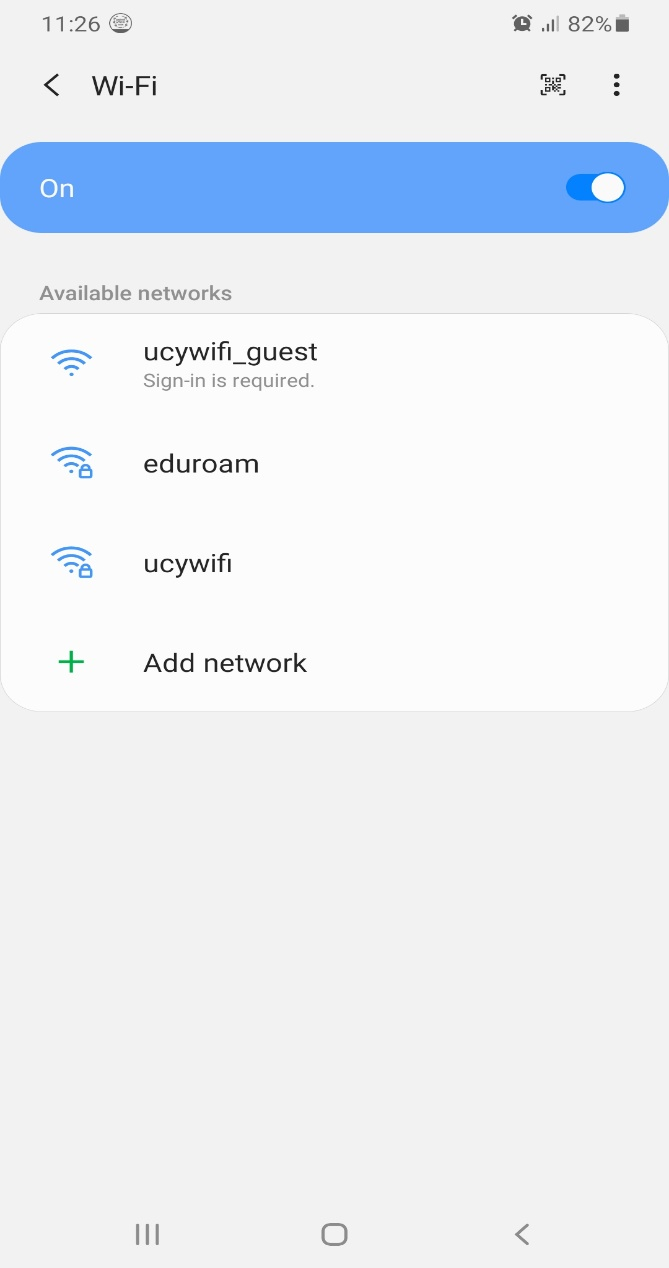 11:26 82%
Wi-Fi
On
Available networks
ucywifi_guest
Sign-in is required.
eduroam
ucywifi
Add network